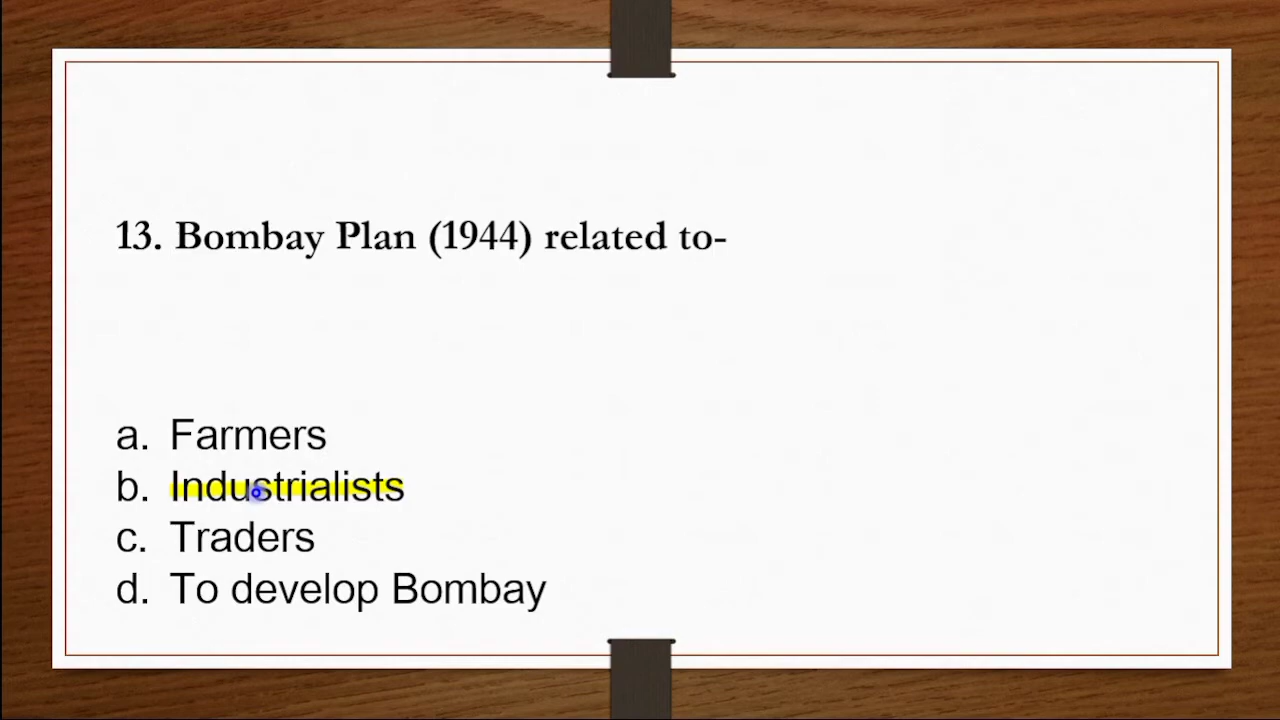 13. Bombay Plan (1944) related to-
a. Farmers
b. Industrialists
c. Traders
d. To develop Bombay